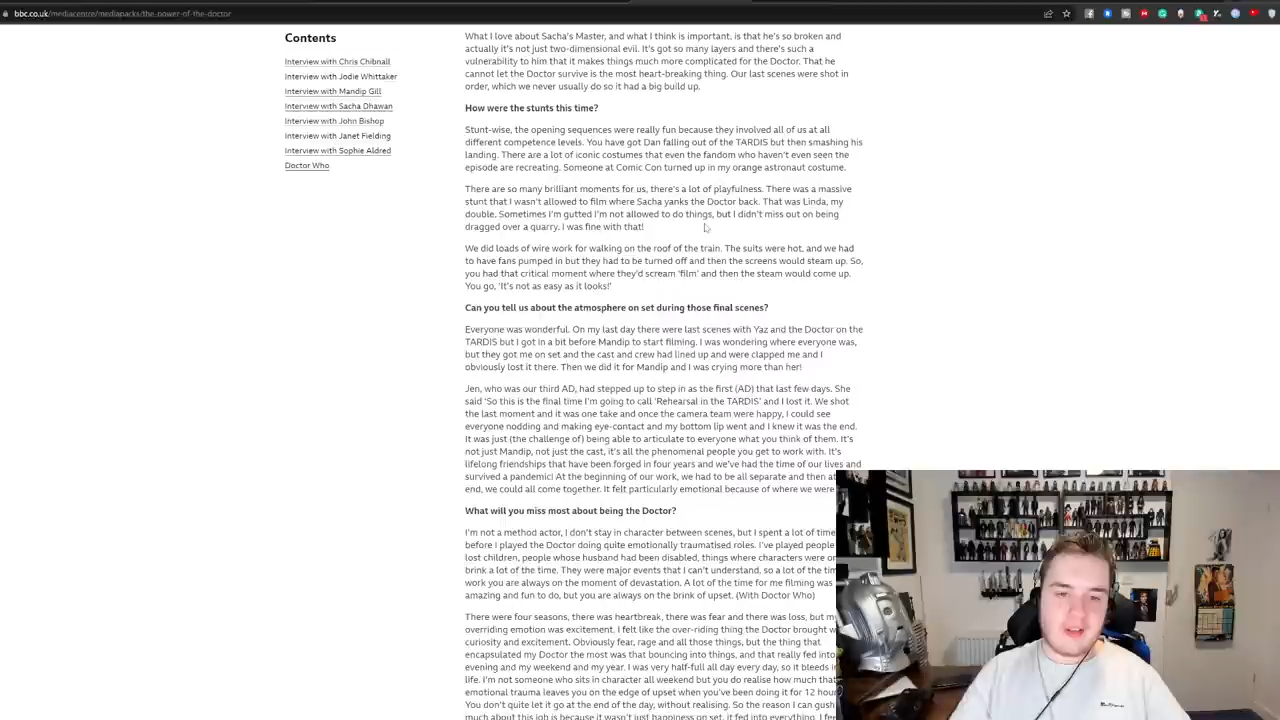 bbc.co.uk/mediacentre/mediapacks/the-power-of-the-doctor
Contents
Interview with Chris Chibnall
Interview with Jodie Whittaker
Interview with Mandip Gill
Interview with Sacha Dhawan
Interview with John Bishop
Interview with Janet Fielding
Interview with Sophie Aldred
Doctor Who
What I love about Sacha's Master, and what I think is important, is that he's so broken and
actually it's not just two-dimensional evil. It's got so many layers and there's such a
vulnerability to him that it makes things much more complicated for the Doctor. That he
cannot let the Doctor survive is the most heart-breaking thing. Our last scenes were shot in
order, which we never usually do so it had a big build up.
How were the stunts this time?
Stunt-wise, the opening sequences were really fun because they involved all of us at all
different competence levels. You have got Dan falling out of the TARDIS but then smashing his
landing. There are a lot of iconic costumes that even the fandom who haven't even seen the
episode are recreating. Someone at Comic Con turned up in my orange astronaut costume.
There are so many brilliant moments for us, there's a lot of playfulness. There was a massive
stunt that I wasn't allowed to film where Sacha yanks the Doctor back. That was Linda, my
double. Sometimes I'm gutted I'm not allowed to do things, but I didn't miss out on being
dragged over a quarry. I was fine with that!
We did loads of wire work for walking on the roof of the train. The suits were hot, and we had
to have fans pumped in but they had to be turned off and then the screens would steam up. So,
you had that critical moment where they'd scream 'film' and then the steam would come up.
You go, 'It's not as easy as it looks!'
Can you tell us about the atmosphere on set during those final scenes?
Everyone was wonderful. On my last day there were last scenes with Yaz and the Doctor on the
TARDIS but I got in a bit before Mandip to start filming. I was wondering where everyone was,
but they got me on set and the cast and crew had lined up and were clapped me and I
obviously lost it there. Then we did it for Mandip and I was crying more than her!
Jen, who was our third AD, had stepped up to step in as the first (AD) that last few days. She
said 'So this is the final time I'm going to call 'Rehearsal in the TARDIS' and I lost it. We shot
the last moment and it was one take and once the camera team were happy, I could see
everyone nodding and making eye-contact and my bottom lip went and I knew it was the end.
It was just (the challenge of) being able to articulate to everyone what you think of them. It's
not just Mandip, not just the cast, it's all the phenomenal people you get to work with. It's
lifelong friendships that have been forged in four years and we've had the time of our lives and
survived a pandemic! At the beginning of our work, we had to be all separate and then at
end, we could all come together. It felt particularly emotional because of where we were
What will you miss most about being the Doctor?
I'm not a method actor, I don't stay in character between scenes, but I spent a lot of time
before I played the Doctor doing quite emotionally traumatised roles. I've played people
lost children, people whose husband had been disabled, things where characters were on
brink a lot of the time. They were major events that I can't understand, so a lot of the tim
work you are always on the moment of devastation. A lot of the time for me filming was
amazing and fun to do, but you are always on the brink of upset. (With Doctor Who)
There were four seasons, there was heartbreak, there was fear and there was loss, but m
overriding emotion was excitement. I felt like the over-riding thing the Doctor brought w
curiosity and excitement. Obviously fear, rage and all those things, but the thing that
encapsulated my Doctor the most was that bouncing into things, and that really fed into
evening and my weekend and my year. I was very half-full all day every day, so it bleeds i
life. I'm not someone who sits in character all weekend but you do realise how much that
emotional trauma leaves you on the edge of upset when you've been doing it for 12 hour
You don't quite let it go at the end of the day, without realising. So the reason I can gush
much about this job is because it wasn't just happiness on set, it fed into everything. I fee